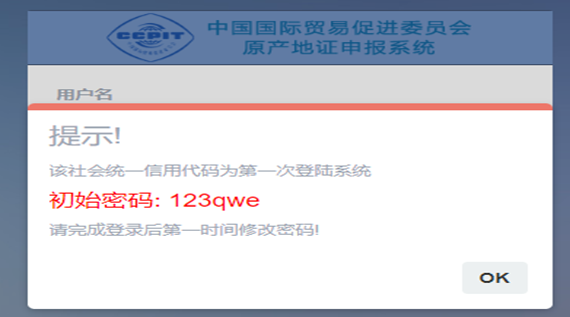 CCPIT
中国国际贸易促进委员会
原产地证申报系统
用户名
提示!
该社会统一信用代码为第一次登陆系统
初始密码: 123qwe
请完成登录后第一时间修改密码!
OK